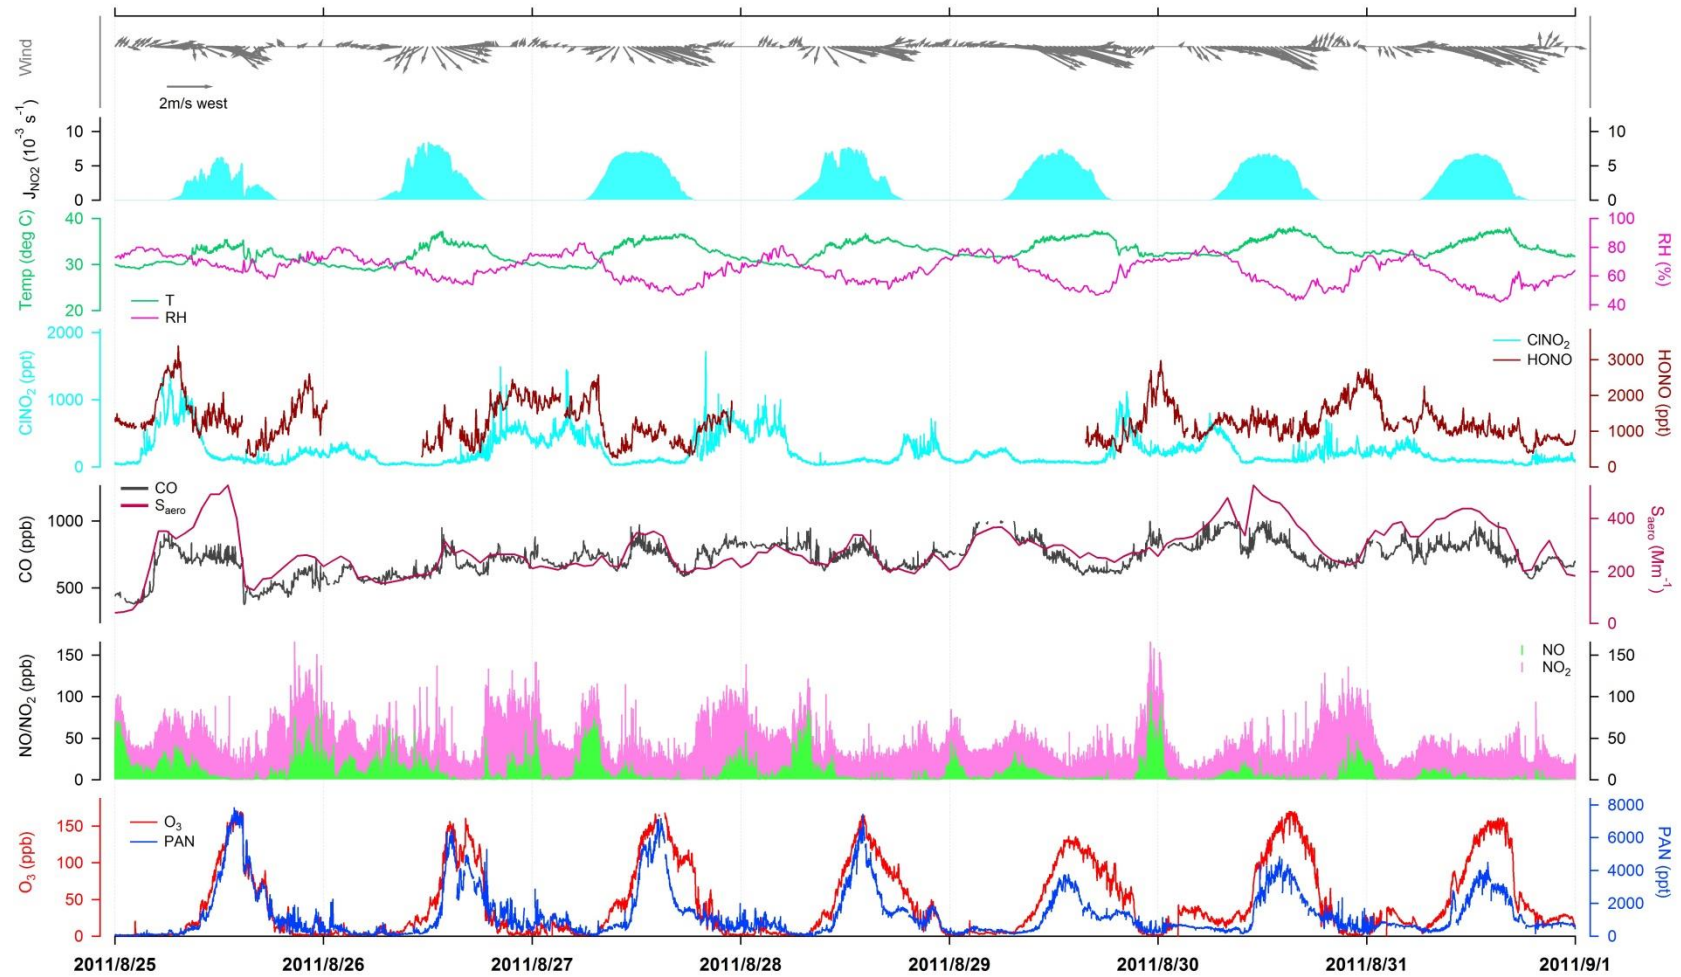 Wind
2m/s west
J_NO2 (10^-3 s^-1)
10
5
0
10
5
0
Temp (deg C)
40
30
20
T
RH
100
80
60
40
RH (%)
ClNO2 (ppt)
2000
1000
0
ClNO2
HONO
3000
2000
1000
0
HONO (ppt)
CO (ppb)
1000
500
CO
S_aero
400
200
0
S_aero (Mm^-1)
NO/NO2 (ppb)
150
100
50
0
NO
NO2
150
100
50
0
O3 (ppb)
150
100
50
0
O3
PAN
8000
6000
4000
2000
0
PAN (ppt)
2011/8/25
2011/8/26
2011/8/27
2011/8/28
2011/8/29
2011/8/30
2011/8/31
2011/9/1